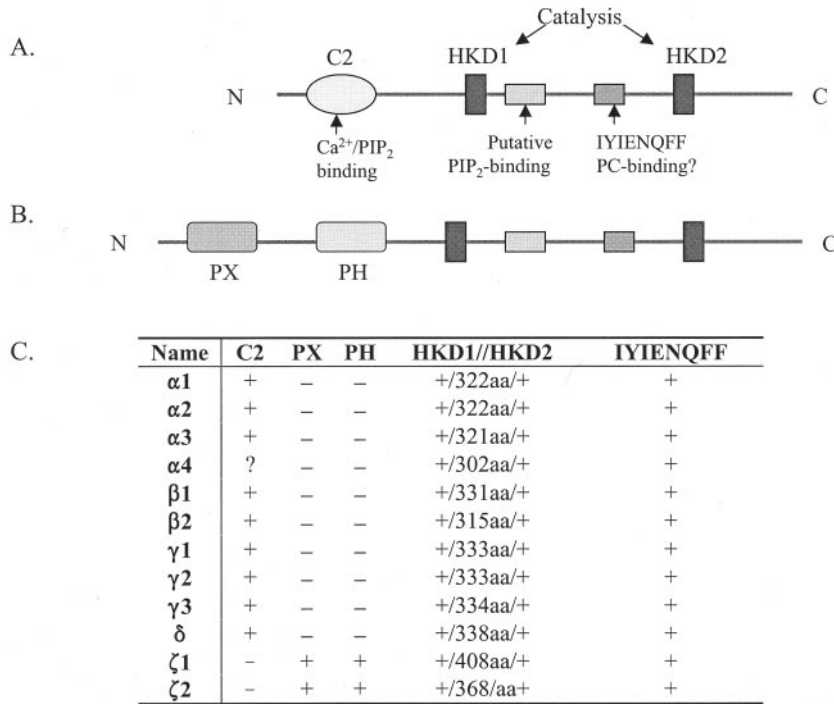 A.
Catalysis
C2
HKD1
HKD2
N
C
Ca²⁺/PIP₂
binding
Putative
PIP₂-binding
IYIENQFF
PC-binding?
B.
N
C
PX
PH
C.
Name C2 PX PH HKD1//HKD2 IYIENQFF
α1 + – – +/322aa/+ +
α2 + – – +/322aa/+ +
α3 + – – +/321aa/+ +
α4 ? – – +/302aa/+ +
β1 + – – +/331aa/+ +
β2 + – – +/315aa/+ +
γ1 + – – +/333aa/+ +
γ2 + – – +/333aa/+ +
γ3 + – – +/334aa/+ +
δ + – – +/338aa/+ +
ζ1 - + + +/408aa/+ +
ζ2 - + + +/368/aa+ +